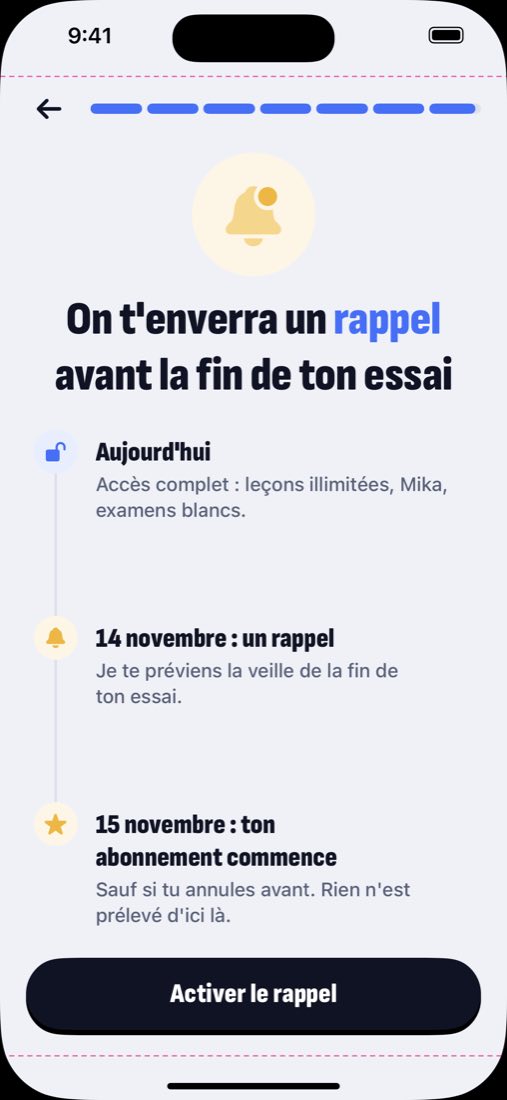 9:41
On t'enverra un rappel
avant la fin de ton essai
Aujourd'hui
Accès complet : leçons illimitées, Mika,
examens blancs.
14 novembre : un rappel
Je te préviens la veille de la fin de
ton essai.
15 novembre : ton
abonnement commence
Sauf si tu annules avant. Rien n'est
prélevé d'ici là.
Activer le rappel